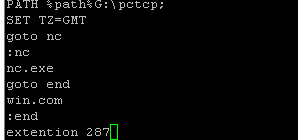 PATH %path%G:\pctcp;
SET TZ=GMT
goto nc
:nc
nc.exe
goto end
win.com
:end
extention 287